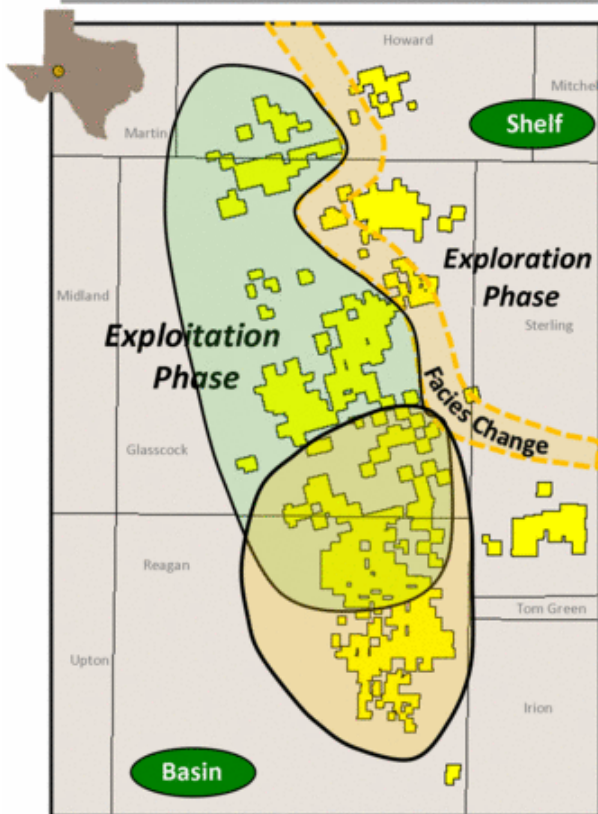 Howard
Mitchel
Shelf
Martin
Exploration
Phase
Midland
Sterling
Exploitation
Phase
Facies Change
Glasscock
Reagan
Tom Green
Upton
Irion
Basin